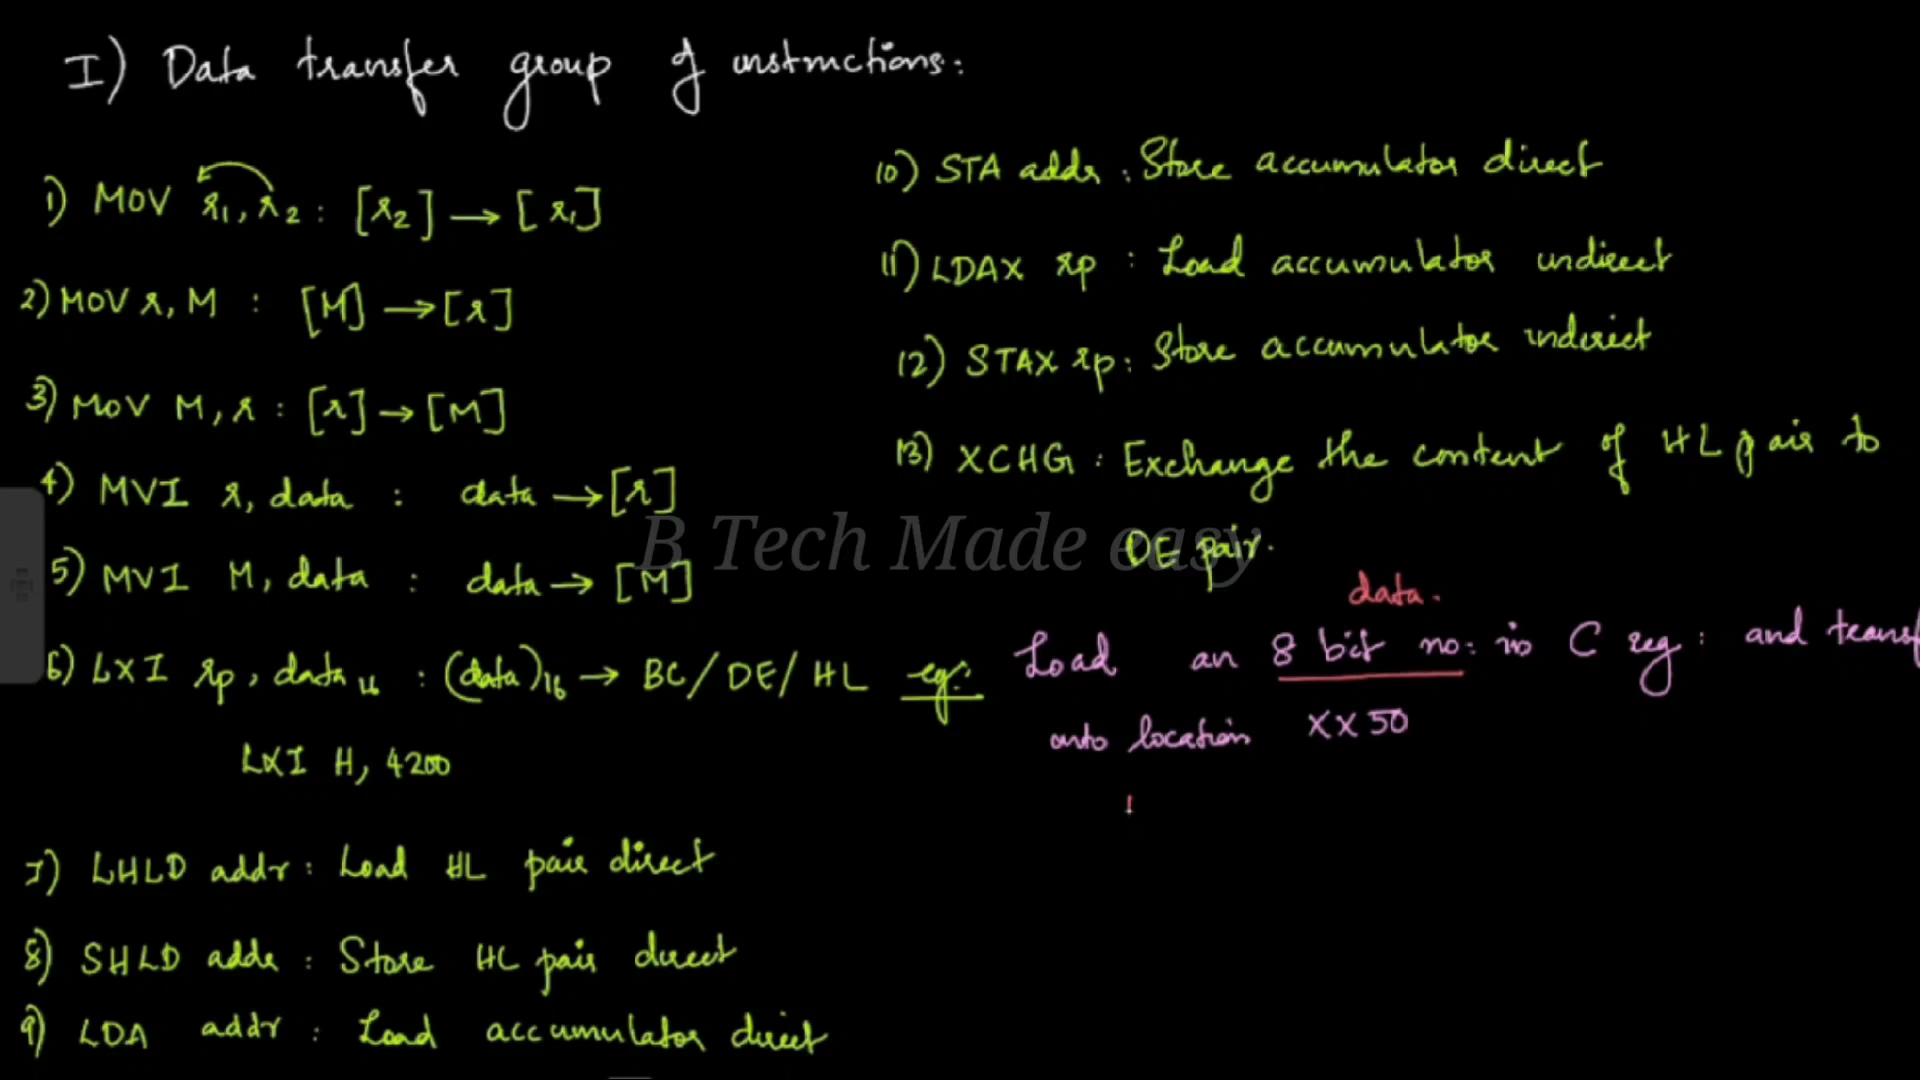 I) Data transfer group of instructions:
1) MOV r1, r2 : [r2] → [r1]
2) MOV r, M : [M] → [r]
3) MOV M, r : [r] → [M]
4) MVI r, data : data → [r]
5) MVI M, data : data → [M]
6) LXI rp, data 16 : (data)16 → BC/DE/HL
LXI H, 4200
7) LHLD addr : Load HL pair direct
8) SHLD addr : Store HL pair direct
9) LDA addr : Load accumulator direct
10) STA addr : Store accumulator direct
11) LDAX rp : Load accumulator indirect
12) STAX rp : Store accumulator indirect
13) XCHG : Exchange the content of HL pair to
DE pair.
data.
eg: Load an 8 bit no: in C reg: and transf
onto location XX50
B Tech Made easy